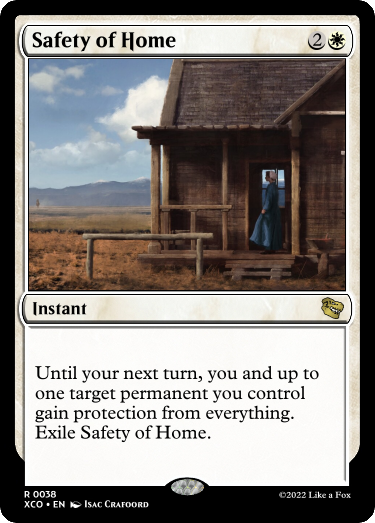 Safety of Home 2
Instant
Until your next turn, you and up to
one target permanent you control
gain protection from everything.
Exile Safety of Home.
R 0038
XCO • EN Isac Crafoord
©2022 Like a Fox